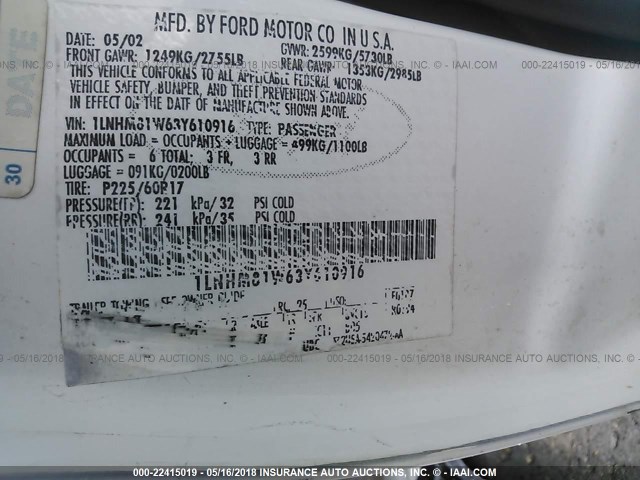 MFD. BY FORD MOTOR CO IN U S A.
DATE: 05/02 GVWR: 2599KG/5730LB
FRONT GAWR: 1249KG/2755LB REAR GAWR: 1353KG/2985LB
THIS VEHICLE CONFORMS TO ALL APPLICABLE FEDERAL MOTOR
VEHICLE SAFETY, BUMPER, AND THEFT PREVENTION STANDARDS
IN EFFECT ON THE DATE OF MANUFACTURE SHOWN ABOVE.
VIN: 1LNHM81W63Y610916 TYPE: PASSENGER
MAXIMUM LOAD = OCCUPANTS + LUGGAGE = 499KG/1100LB
OCCUPANTS = 6 TOTAL; 3 FR, 3 RR
LUGGAGE = 091KG/0200LB
TIRE: P225/60R17
PRESSURE(FR) = 221 kPa/32 PSI COLD
PRESSURE(RR) = 241 kPa/35 PSI COLD
1LNHM81W63Y610916
TRAILER TOWING - SEE OWNER GUIDE
DATE
30
000-22415019 - 05/16/2018 INSURANCE AUTO AUCTIONS, INC. © - IAAI.COM